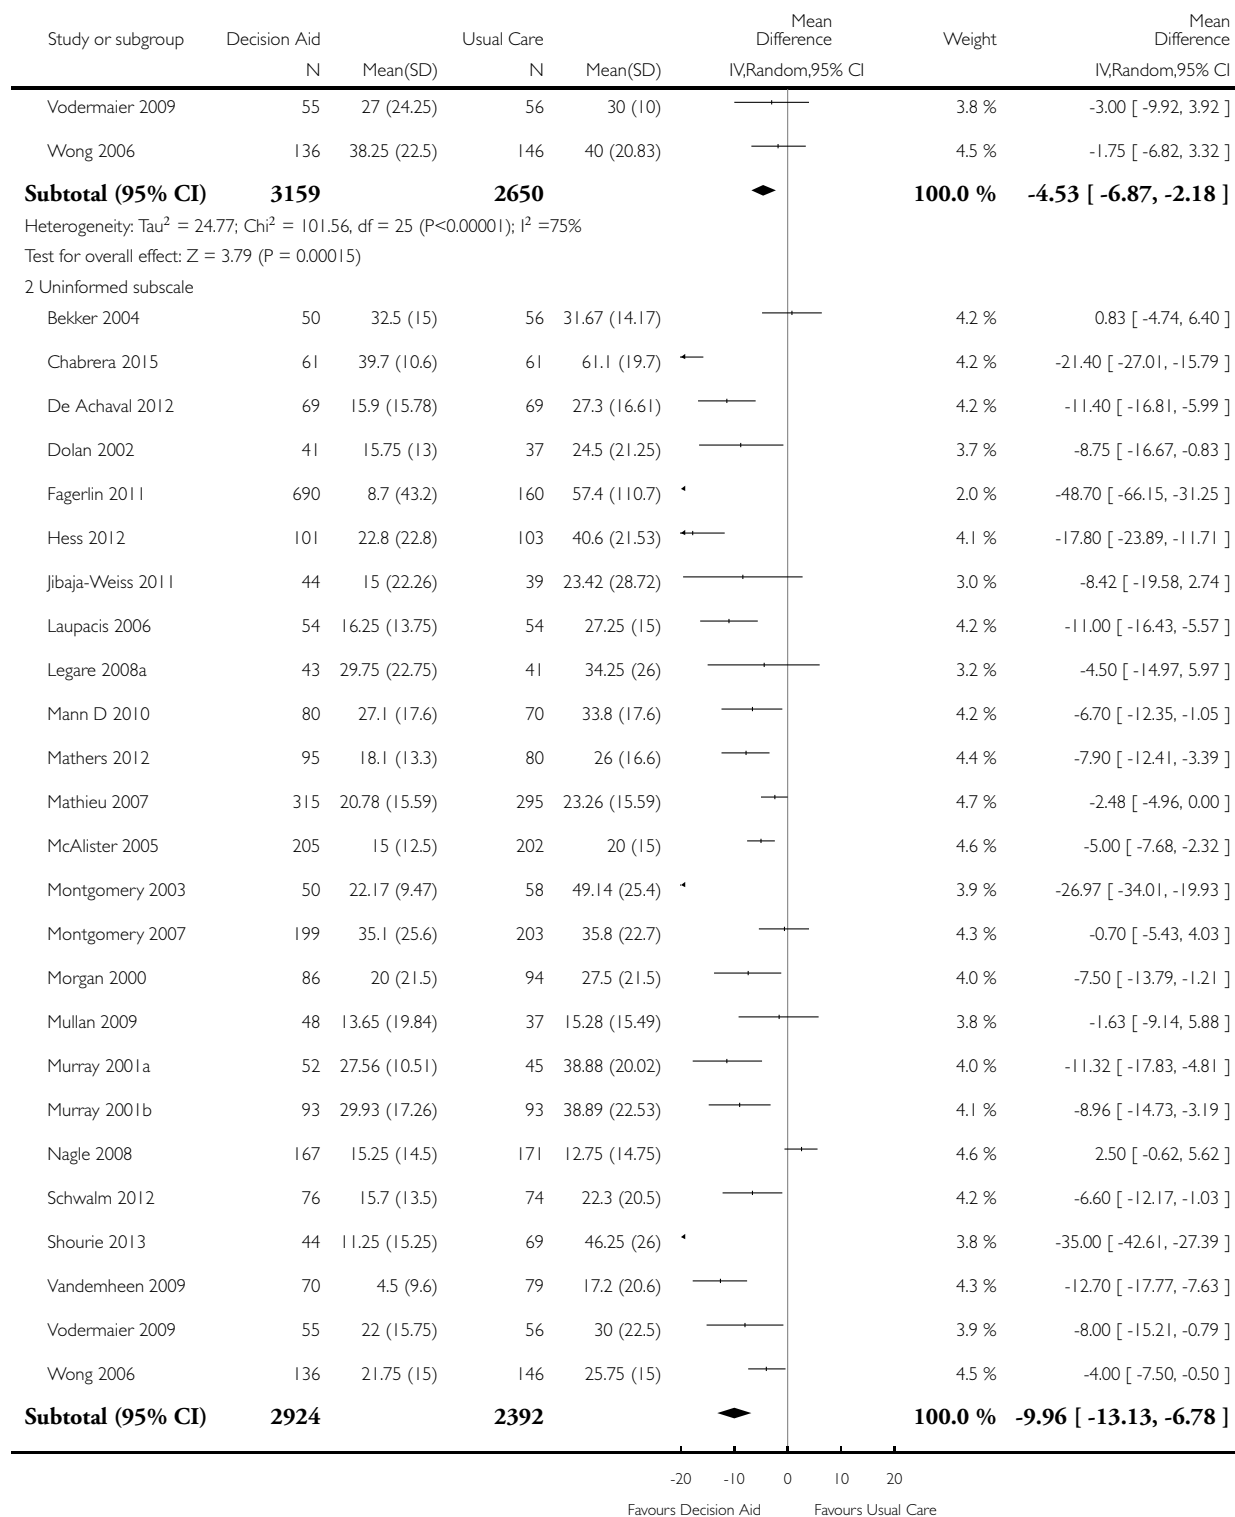 Study or subgroup Decision Aid Usual Care Mean Difference Weight Mean Difference
N Mean(SD) N Mean(SD) IV,Random,95% CI IV,Random,95% CI
Vodermaier 2009 55 27 (24.25) 56 30 (10) 3.8 % -3.00 [ -9.92, 3.92 ]
Wong 2006 136 38.25 (22.5) 146 40 (20.83) 4.5 % -1.75 [ -6.82, 3.32 ]
Subtotal (95% CI) 3159 2650 100.0 % -4.53 [ -6.87, -2.18 ]
Heterogeneity: Tau² = 24.77; Chi² = 101.56, df = 25 (P<0.00001); I² =75%
Test for overall effect: Z = 3.79 (P = 0.00015)
2 Uninformed subscale
Bekker 2004 50 32.5 (15) 56 31.67 (14.17) 4.2 % 0.83 [ -4.74, 6.40 ]
Chabrera 2015 61 39.7 (10.6) 61 61.1 (19.7) 4.2 % -21.40 [ -27.01, -15.79 ]
De Achaval 2012 69 15.9 (15.78) 69 27.3 (16.61) 4.2 % -11.40 [ -16.81, -5.99 ]
Dolan 2002 41 15.75 (13) 37 24.5 (21.25) 3.7 % -8.75 [ -16.67, -0.83 ]
Fagerlin 2011 690 8.7 (43.2) 160 57.4 (110.7) 2.0 % -48.70 [ -66.15, -31.25 ]
Hess 2012 101 22.8 (22.8) 103 40.6 (21.53) 4.1 % -17.80 [ -23.89, -11.71 ]
Jibaja-Weiss 2011 44 15 (22.26) 39 23.42 (28.72) 3.0 % -8.42 [ -19.58, 2.74 ]
Laupacis 2006 54 16.25 (13.75) 54 27.25 (15) 4.2 % -11.00 [ -16.43, -5.57 ]
Legare 2008a 43 29.75 (22.75) 41 34.25 (26) 3.2 % -4.50 [ -14.97, 5.97 ]
Mann D 2010 80 27.1 (17.6) 70 33.8 (17.6) 4.2 % -6.70 [ -12.35, -1.05 ]
Mathers 2012 95 18.1 (13.3) 80 26 (16.6) 4.4 % -7.90 [ -12.41, -3.39 ]
Mathieu 2007 315 20.78 (15.59) 295 23.26 (15.59) 4.7 % -2.48 [ -4.96, 0.00 ]
McAlister 2005 205 15 (12.5) 202 20 (15) 4.6 % -5.00 [ -7.68, -2.32 ]
Montgomery 2003 50 22.17 (9.47) 58 49.14 (25.4) 3.9 % -26.97 [ -34.01, -19.93 ]
Montgomery 2007 199 35.1 (25.6) 203 35.8 (22.7) 4.3 % -0.70 [ -5.43, 4.03 ]
Morgan 2000 86 20 (21.5) 94 27.5 (21.5) 4.0 % -7.50 [ -13.79, -1.21 ]
Mullan 2009 48 13.65 (19.84) 37 15.28 (15.49) 3.8 % -1.63 [ -9.14, 5.88 ]
Murray 2001a 52 27.56 (10.51) 45 38.88 (20.02) 4.0 % -11.32 [ -17.83, -4.81 ]
Murray 2001b 93 29.93 (17.26) 93 38.89 (22.53) 4.1 % -8.96 [ -14.73, -3.19 ]
Nagle 2008 167 15.25 (14.5) 171 12.75 (14.75) 4.6 % 2.50 [ -0.62, 5.62 ]
Schwalm 2012 76 15.7 (13.5) 74 22.3 (20.5) 4.2 % -6.60 [ -12.17, -1.03 ]
Shourie 2013 44 11.25 (15.25) 69 46.25 (26) 3.8 % -35.00 [ -42.61, -27.39 ]
Vandemheen 2009 70 4.5 (9.6) 79 17.2 (20.6) 4.3 % -12.70 [ -17.77, -7.63 ]
Vodermaier 2009 55 22 (15.75) 56 30 (22.5) 3.9 % -8.00 [ -15.21, -0.79 ]
Wong 2006 136 21.75 (15) 146 25.75 (15) 4.5 % -4.00 [ -7.50, -0.50 ]
Subtotal (95% CI) 2924 2392 100.0 % -9.96 [ -13.13, -6.78 ]
-20 -10 0 10 20
Favours Decision Aid Favours Usual Care